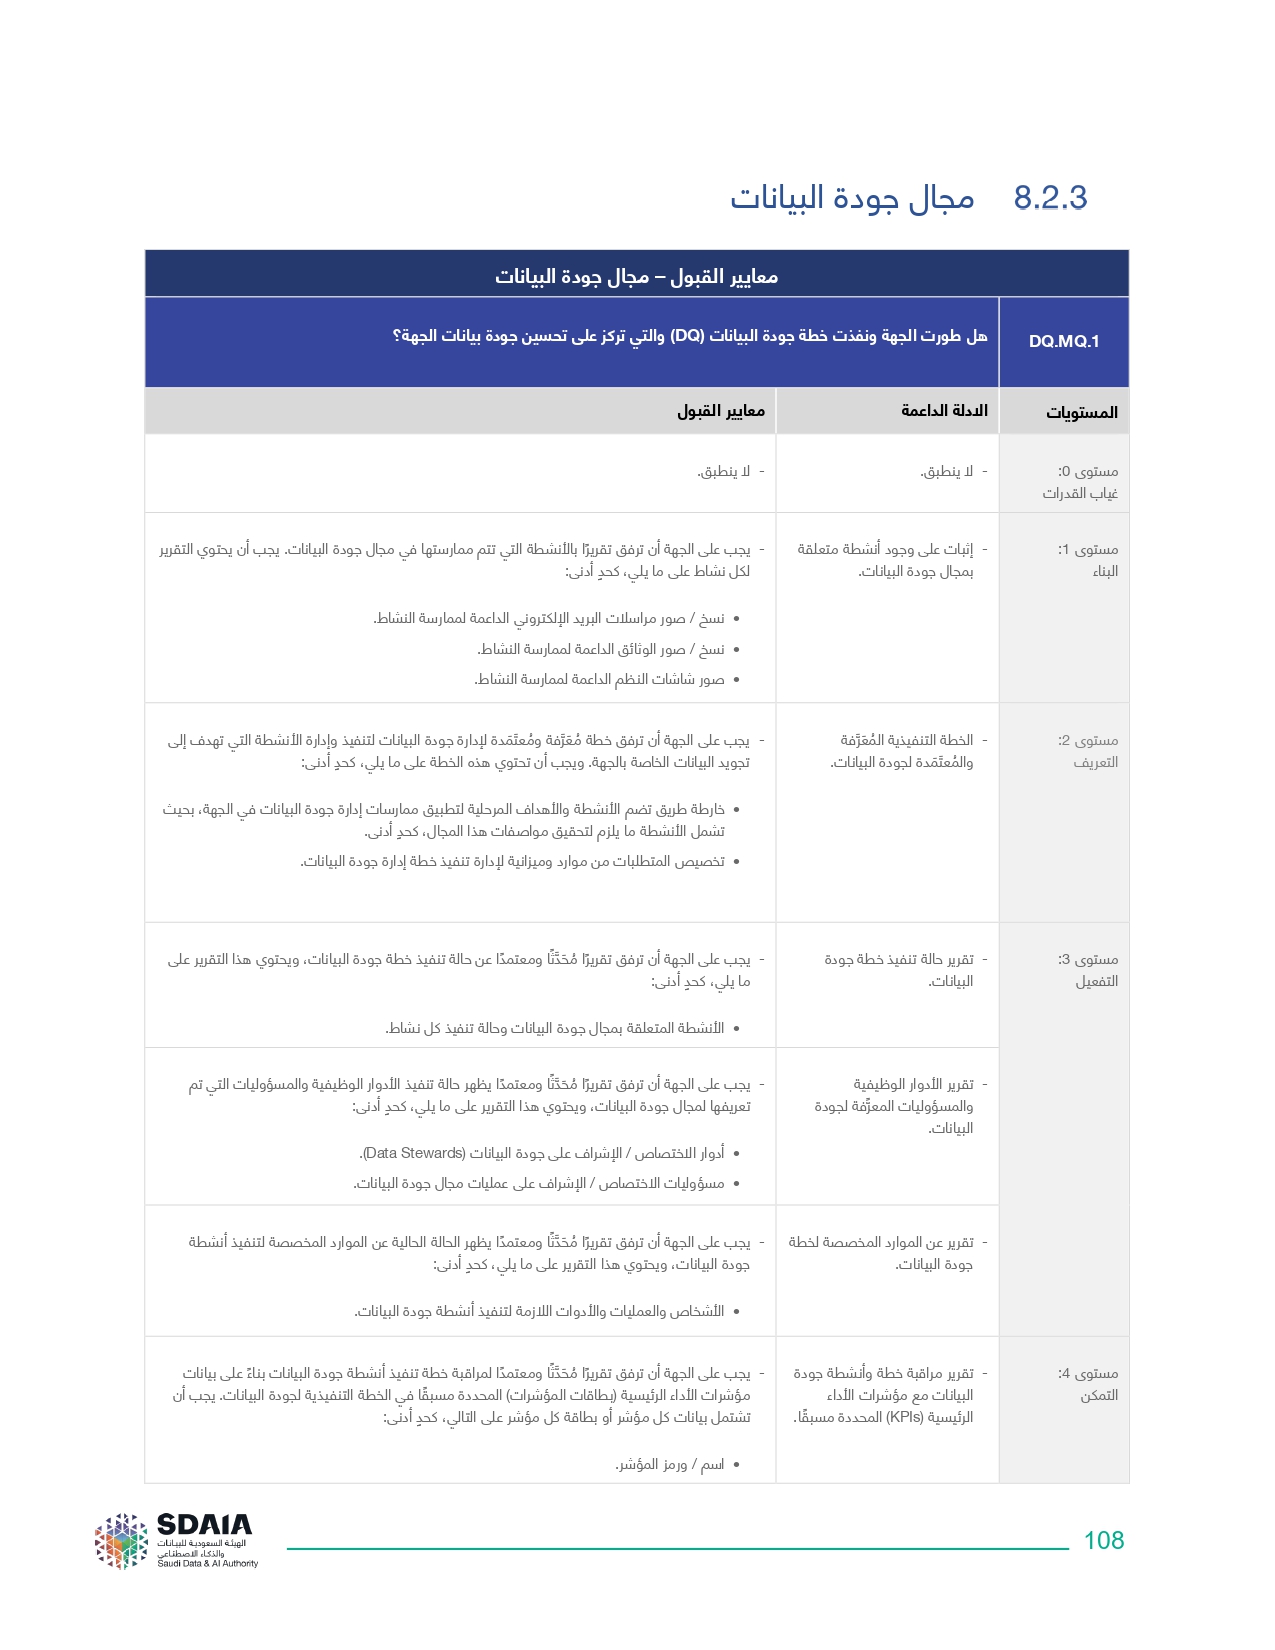 8.2.3 مجال جودة البيانات
معايير القبول – مجال جودة البيانات
DQ.MQ.1
هل طورت الجهة ونفذت خطة جودة البيانات (DQ) والتي تركز على تحسين جودة بيانات الجهة؟
المستويات
الادلة الداعمة
معايير القبول
مستوى 0:
غياب القدرات
- لا ينطبق.
- لا ينطبق.
مستوى 1:
البناء
- إثبات على وجود أنشطة متعلقة
بمجال جودة البيانات.
- يجب على الجهة أن ترفق تقريرًا بالأنشطة التي تتم ممارستها في مجال جودة البيانات. يجب أن يحتوي التقرير
لكل نشاط على ما يلي، كحدٍ أدنى:
• نسخ / صور مراسلات البريد الإلكتروني الداعمة لممارسة النشاط.
• نسخ / صور الوثائق الداعمة لممارسة النشاط.
• صور شاشات النظم الداعمة لممارسة النشاط.
مستوى 2:
التعريف
- الخطة التنفيذية المُعَرَّفة
والمُعتَمَدة لجودة البيانات.
- يجب على الجهة أن ترفق خطة مُعَرَّفة ومُعتَمَدة لإدارة جودة البيانات لتنفيذ وإدارة الأنشطة التي تهدف إلى
تجويد البيانات الخاصة بالجهة. ويجب أن تحتوي هذه الخطة على ما يلي، كحدٍ أدنى:
• خارطة طريق تضم الأنشطة والأهداف المرحلية لتطبيق ممارسات إدارة جودة البيانات في الجهة، بحيث
تشمل الأنشطة ما يلزم لتحقيق مواصفات هذا المجال، كحدٍ أدنى.
• تخصيص المتطلبات من موارد وميزانية لإدارة تنفيذ خطة إدارة جودة البيانات.
مستوى 3:
التفعيل
- تقرير حالة تنفيذ خطة جودة
البيانات.
- يجب على الجهة أن ترفق تقريرًا مُحَدَّثًا ومعتمدًا عن حالة تنفيذ خطة جودة البيانات، ويحتوي هذا التقرير على
ما يلي، كحدٍ أدنى:
• الأنشطة المتعلقة بمجال جودة البيانات وحالة تنفيذ كل نشاط.
- تقرير الأدوار الوظيفية
والمسؤوليات المعرَّفة لجودة
البيانات.
- يجب على الجهة أن ترفق تقريرًا مُحَدَّثًا ومعتمدًا يظهر حالة تنفيذ الأدوار الوظيفية والمسؤوليات التي تم
تعريفها لمجال جودة البيانات، ويحتوي هذا التقرير على ما يلي، كحدٍ أدنى:
• أدوار الاختصاص / الإشراف على جودة البيانات (Data Stewards).
• مسؤوليات الاختصاص / الإشراف على عمليات مجال جودة البيانات.
- تقرير عن الموارد المخصصة لخطة
جودة البيانات.
- يجب على الجهة أن ترفق تقريرًا مُحَدَّثًا ومعتمدًا يظهر الحالة الحالية عن الموارد المخصصة لتنفيذ أنشطة
جودة البيانات، ويحتوي هذا التقرير على ما يلي، كحدٍ أدنى:
• الأشخاص والعمليات والأدوات اللازمة لتنفيذ أنشطة جودة البيانات.
مستوى 4:
التمكن
- تقرير مراقبة خطة وأنشطة جودة
البيانات مع مؤشرات الأداء
الرئيسية (KPIs) المحددة مسبقًا.
- يجب على الجهة أن ترفق تقريرًا مُحَدَّثًا ومعتمدًا لمراقبة خطة تنفيذ أنشطة جودة البيانات بناءً على بيانات
مؤشرات الأداء الرئيسية (بطاقات المؤشرات) المحددة مسبقًا في الخطة التنفيذية لجودة البيانات. يجب أن
تشتمل بيانات كل مؤشر أو بطاقة كل مؤشر على التالي، كحدٍ أدنى:
• اسم / ورمز المؤشر.
108
SDAIA
الهيئة السعودية للبيانات
والذكاء الاصطناعي
Saudi Data & AI Authority